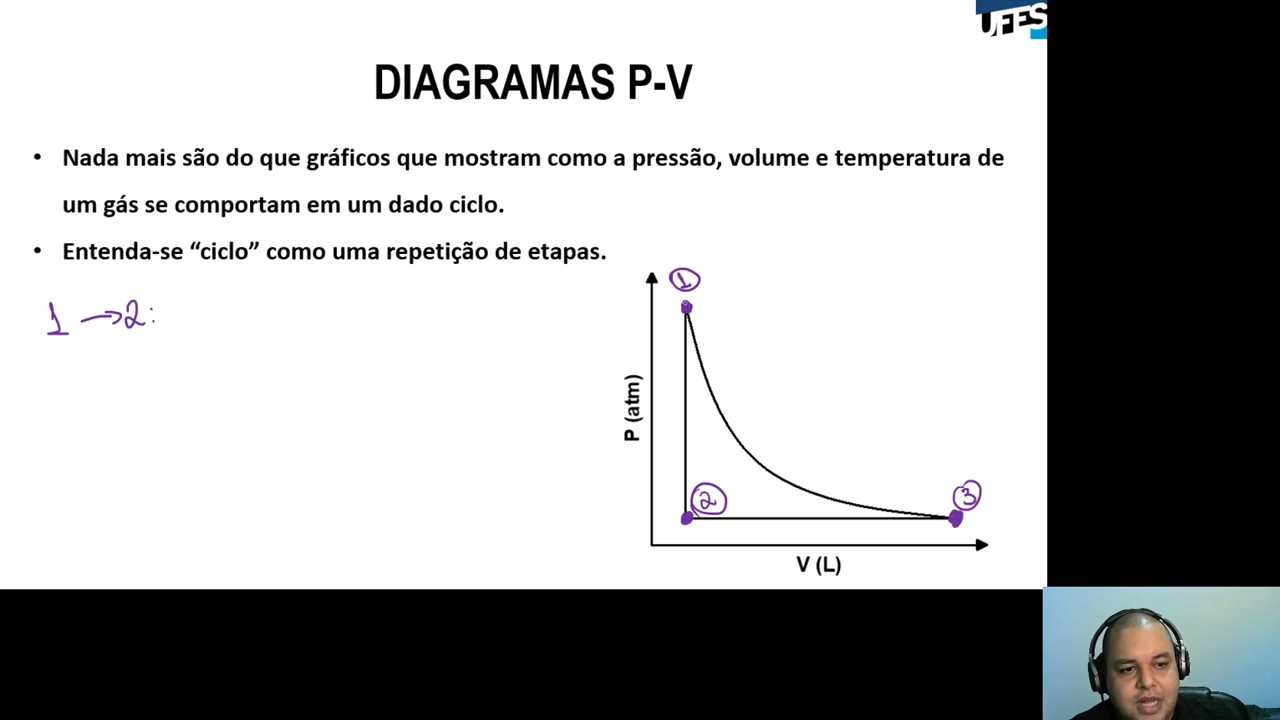 UFES
DIAGRAMAS P-V
• Nada mais são do que gráficos que mostram como a pressão, volume e temperatura de
um gás se comportam em um dado ciclo.
• Entenda-se “ciclo” como uma repetição de etapas.
1 → 2:
1
P (atm)
2
3
V (L)